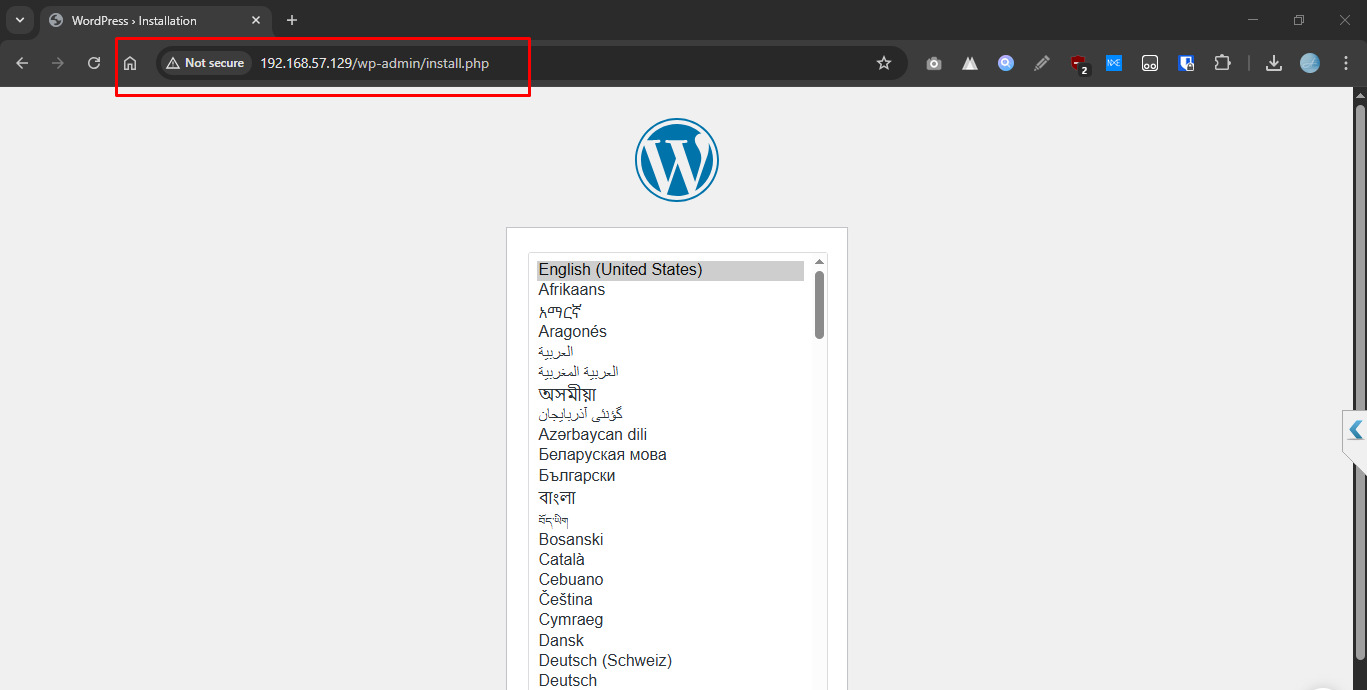 WordPress › Installation
Not secure
192.168.57.129/wp-admin/install.php
2
English (United States)
Afrikaans
አማርኛ
Aragonés
العربية
العربية المغربية
অসমীয়া
گؤنئی آذربایجان
Azərbaycan dili
Беларуская мова
Български
বাংলা
བོད་ཡིག
Bosanski
Català
Cebuano
Čeština
Cymraeg
Dansk
Deutsch (Schweiz)
Deutsch